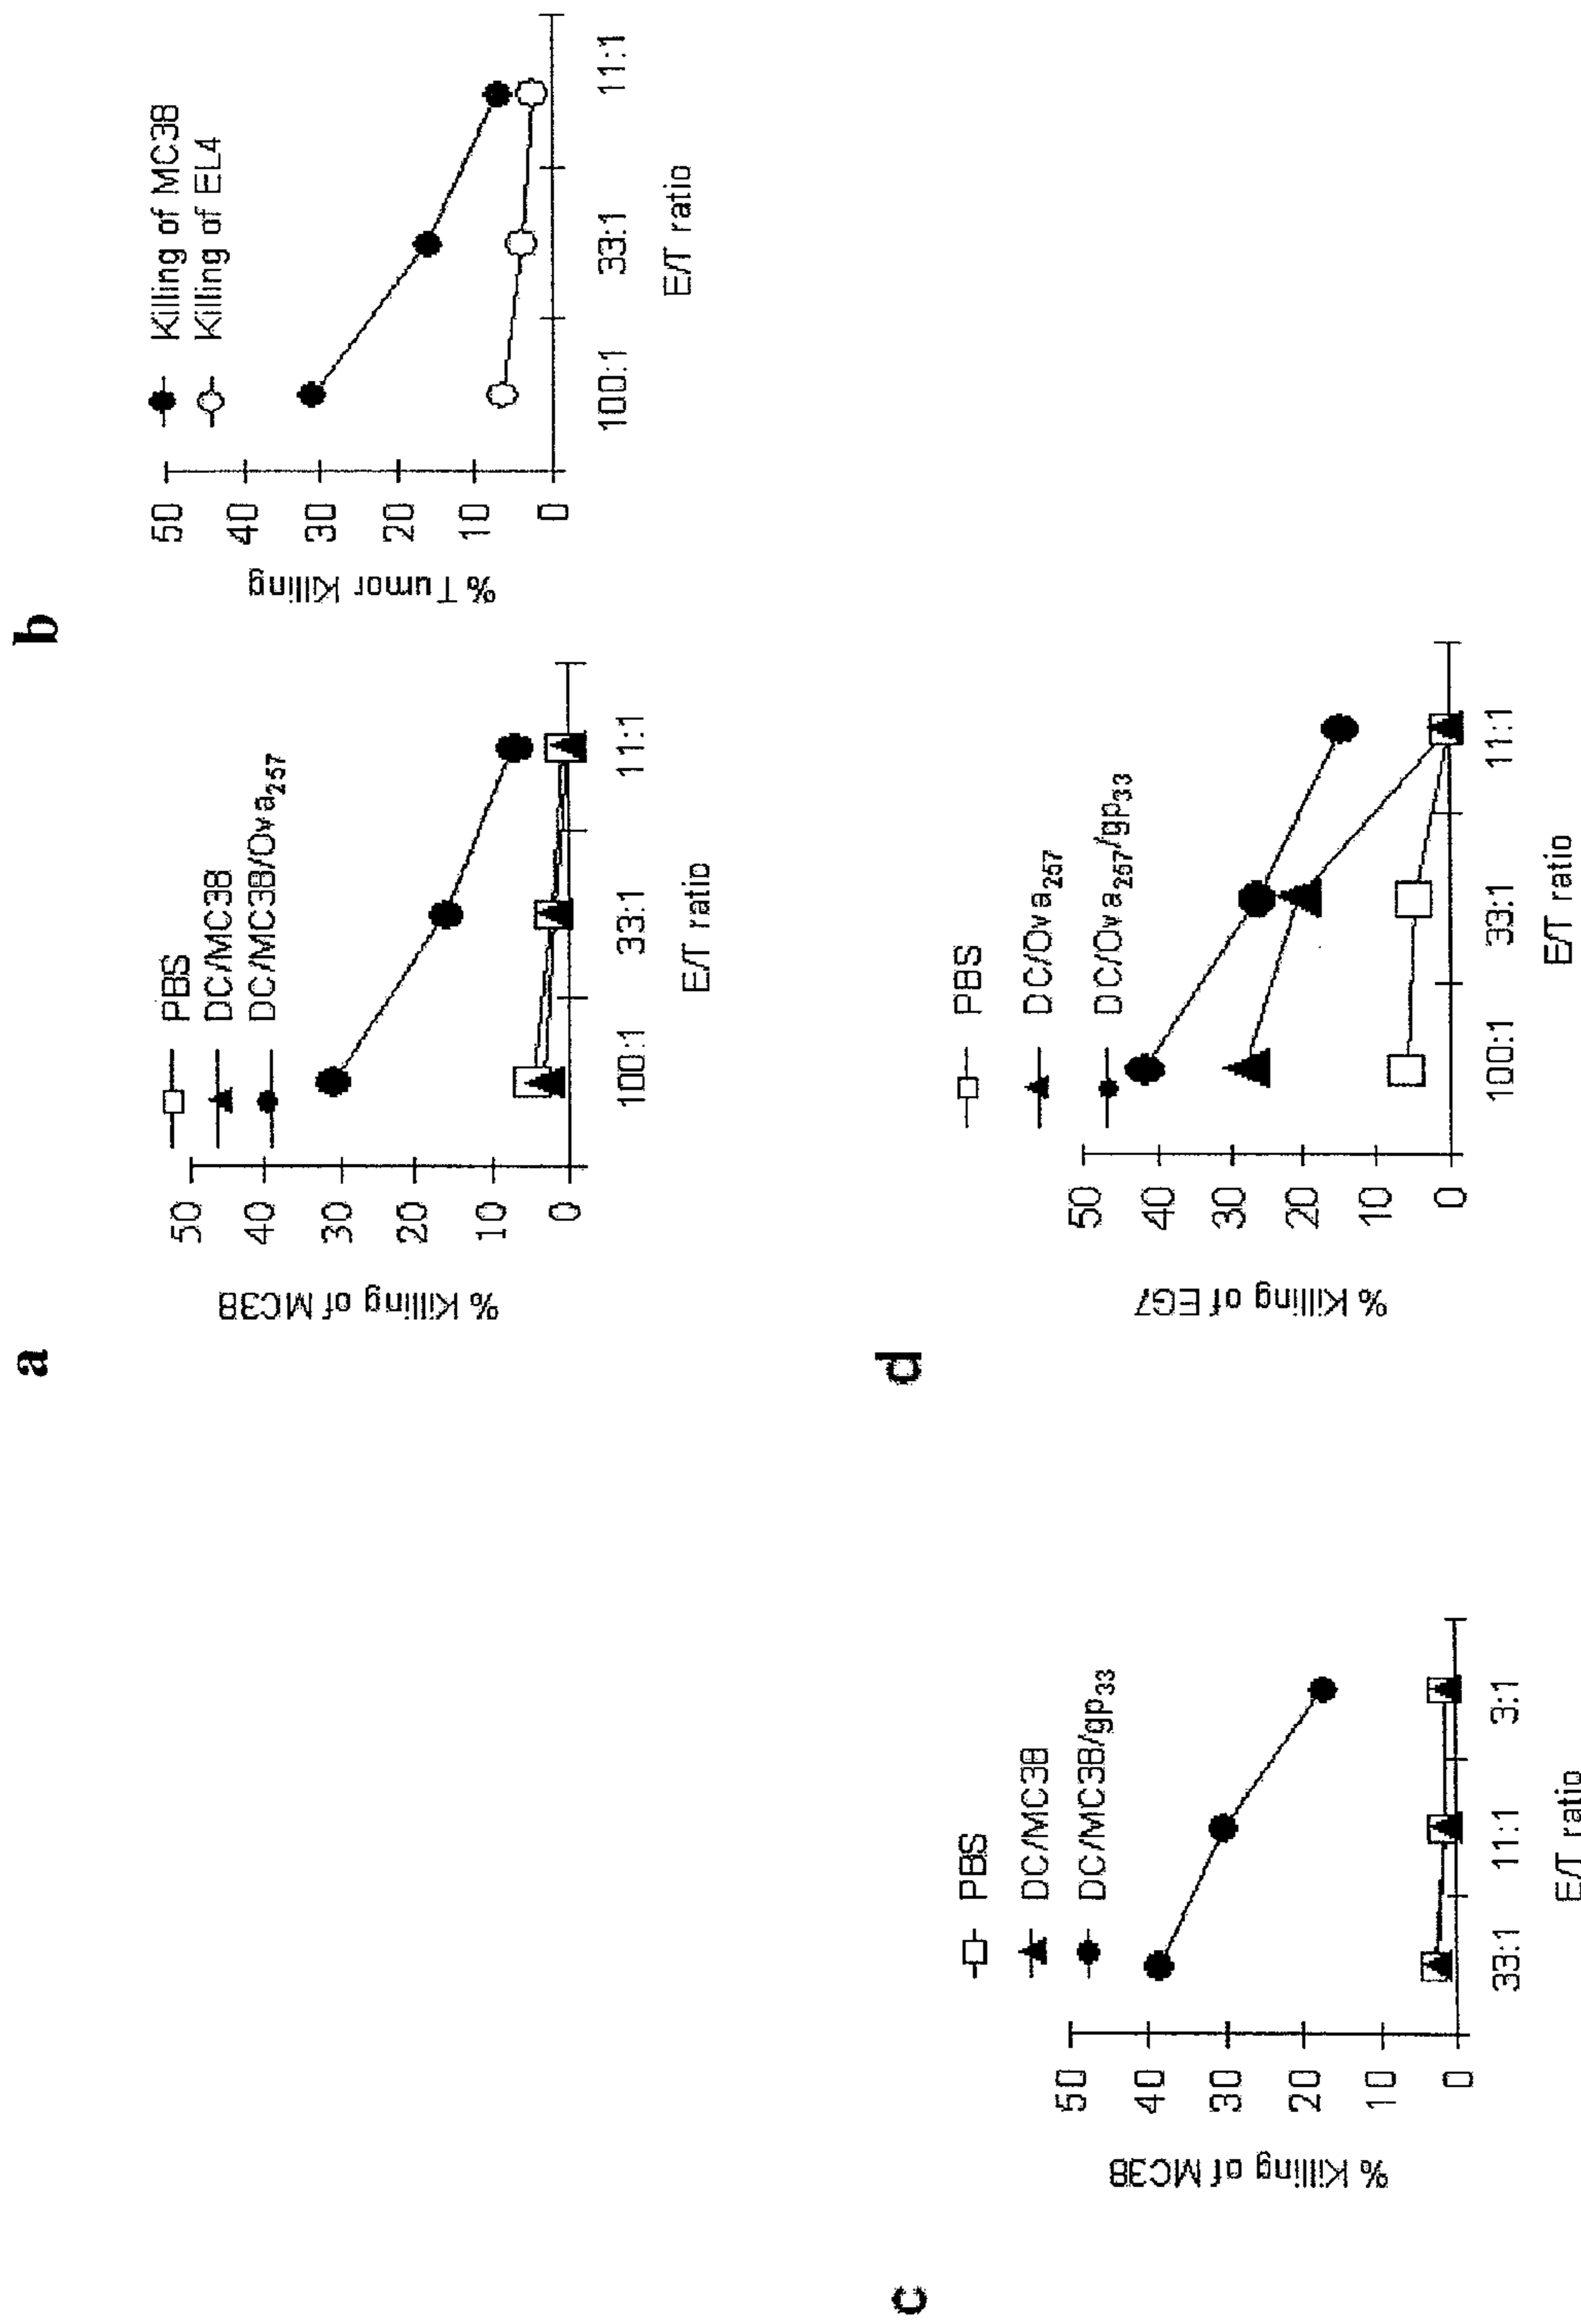 a
% Killing of MC38
50
40
30
20
10
0
PBS
DC/MC38
DC/MC38/Ova257
100:1 33:1 11:1
E/T ratio
b
% Tumor Killing
50
40
30
20
10
0
Killing of MC38
Killing of EL4
100:1 33:1 11:1
E/T ratio
c
% Killing of MC38
50
40
30
20
10
0
PBS
DC/MC38
DC/MC38/gp33
33:1 11:1 3:1
E/T ratio
d
% Killing of EG7
50
40
30
20
10
0
PBS
DC/Ova257
DC/Ova257/gp33
100:1 33:1 11:1
E/T ratio